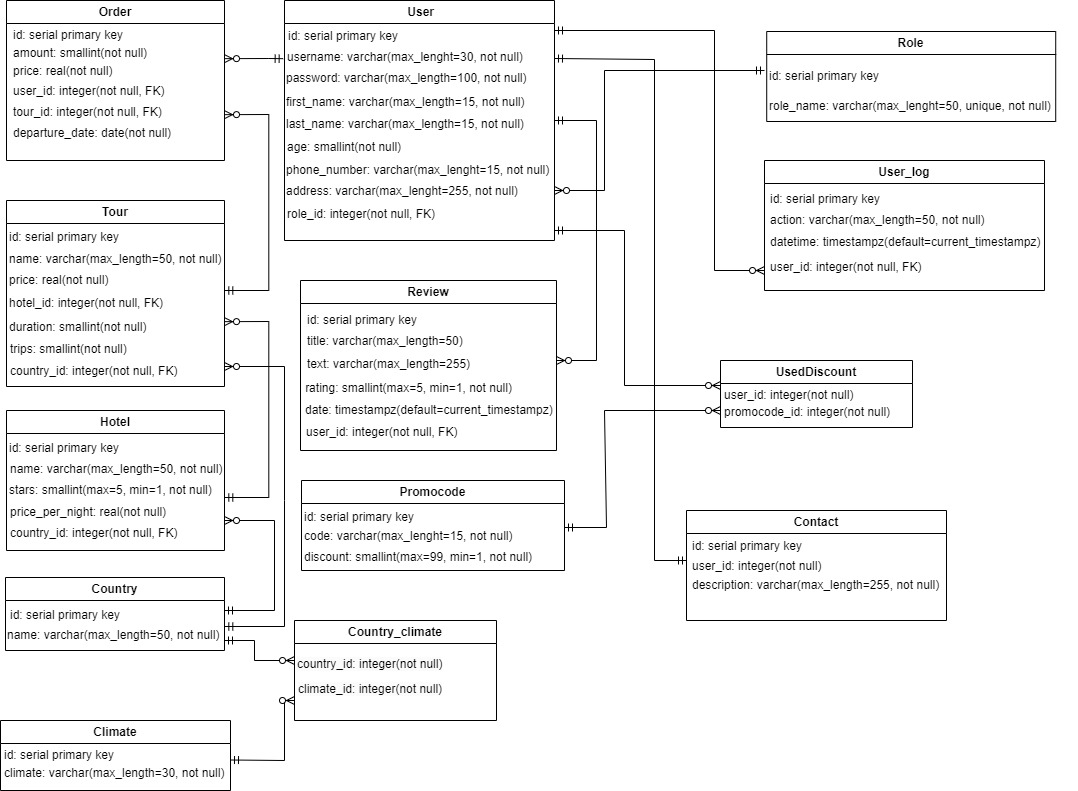 Order
id: serial primary key
amount: smallint(not null)
price: real(not null)
user_id: integer(not null, FK)
tour_id: integer(not null, FK)
departure_date: date(not null)
User
id: serial primary key
username: varchar(max_lenght=30, not null)
password: varchar(max_length=100, not null)
first_name: varchar(max_length=15, not null)
last_name: varchar(max_length=15, not null)
age: smallint(not null)
phone_number: varchar(max_lenght=15, not null)
address: varchar(max_lenght=255, not null)
role_id: integer(not null, FK)
Role
id: serial primary key
role_name: varchar(max_lenght=50, unique, not null)
User_log
id: serial primary key
action: varchar(max_length=50, not null)
datetime: timestampz(default=current_timestampz)
user_id: integer(not null, FK)
Tour
id: serial primary key
name: varchar(max_length=50, not null)
price: real(not null)
hotel_id: integer(not null, FK)
duration: smallint(not null)
trips: smallint(not null)
country_id: integer(not null, FK)
Review
id: serial primary key
title: varchar(max_length=50)
text: varchar(max_length=255)
rating: smallint(max=5, min=1, not null)
date: timestampz(default=current_timestampz)
user_id: integer(not null, FK)
UsedDiscount
user_id: integer(not null)
promocode_id: integer(not null)
Hotel
id: serial primary key
name: varchar(max_length=50, not null)
stars: smallint(max=5, min=1, not null)
price_per_night: real(not null)
country_id: integer(not null, FK)
Promocode
id: serial primary key
code: varchar(max_lenght=15, not null)
discount: smallint(max=99, min=1, not null)
Contact
id: serial primary key
user_id: integer(not null)
description: varchar(max_length=255, not null)
Country
id: serial primary key
name: varchar(max_length=50, not null)
Country_climate
country_id: integer(not null)
climate_id: integer(not null)
Climate
id: serial primary key
climate: varchar(max_length=30, not null)